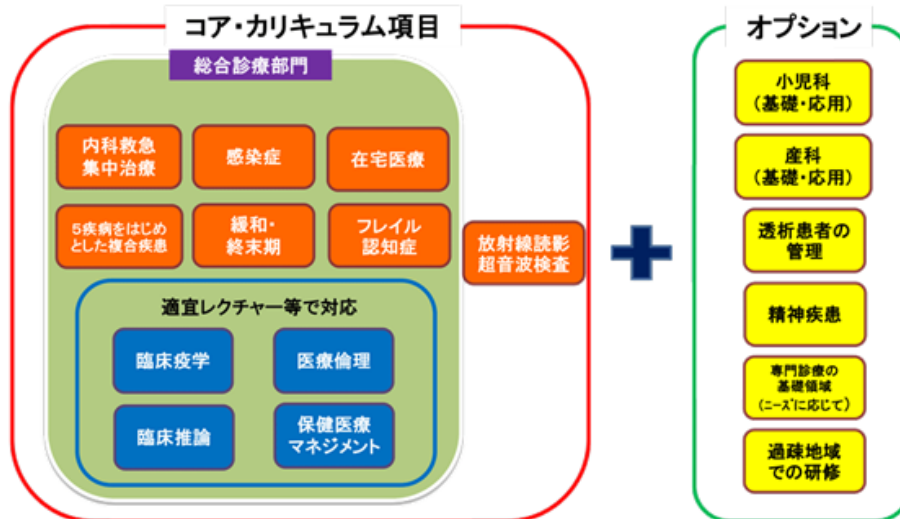 コア・カリキュラム項目
総合診療部門
内科救急
集中治療
感染症
在宅医療
5疾病をはじめ
とした複合疾患
緩和・
終末期
フレイル
認知症
放射線読影
超音波検査
適宜レクチャー等で対応
臨床疫学
医療倫理
臨床推論
保健医療
マネジメント
オプション
小児科
(基礎・応用)
産科
(基礎・応用)
透析患者の
管理
精神疾患
専門診療の
基礎領域
(ニーズに応じて)
過疎地域
での研修